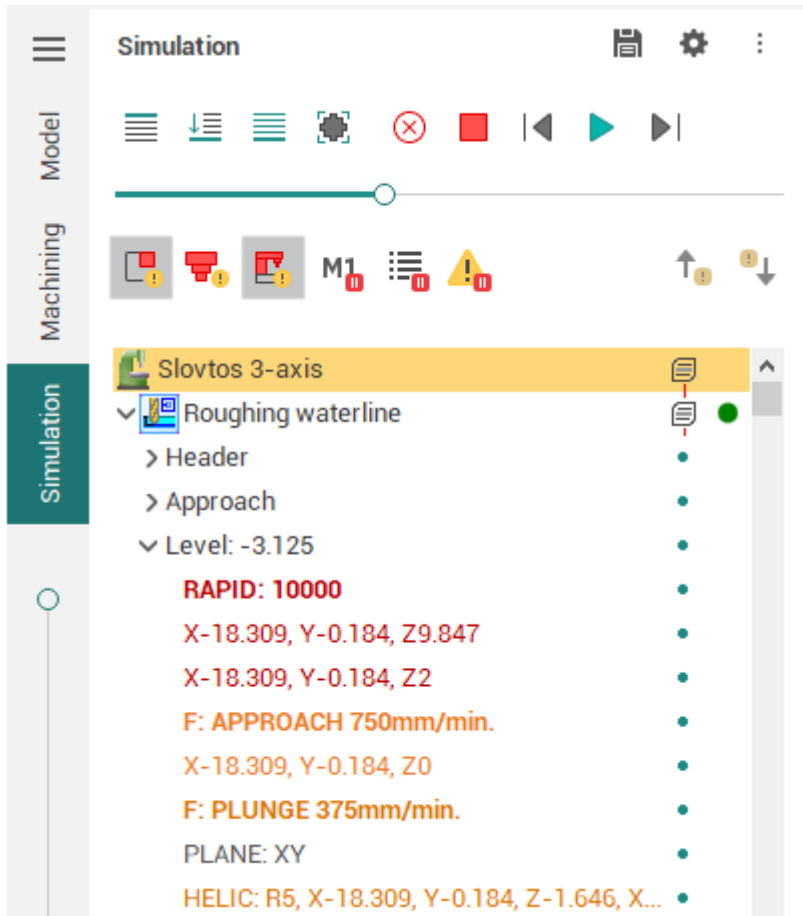 Simulation
Model
Machining
Simulation
M1
Slovtos 3-axis
Roughing waterline
Header
Approach
Level: -3.125
RAPID: 10000
X-18.309, Y-0.184, Z9.847
X-18.309, Y-0.184, Z2
F: APPROACH 750mm/min.
X-18.309, Y-0.184, Z0
F: PLUNGE 375mm/min.
PLANE: XY
HELIC: R5, X-18.309, Y-0.184, Z-1.646, X...